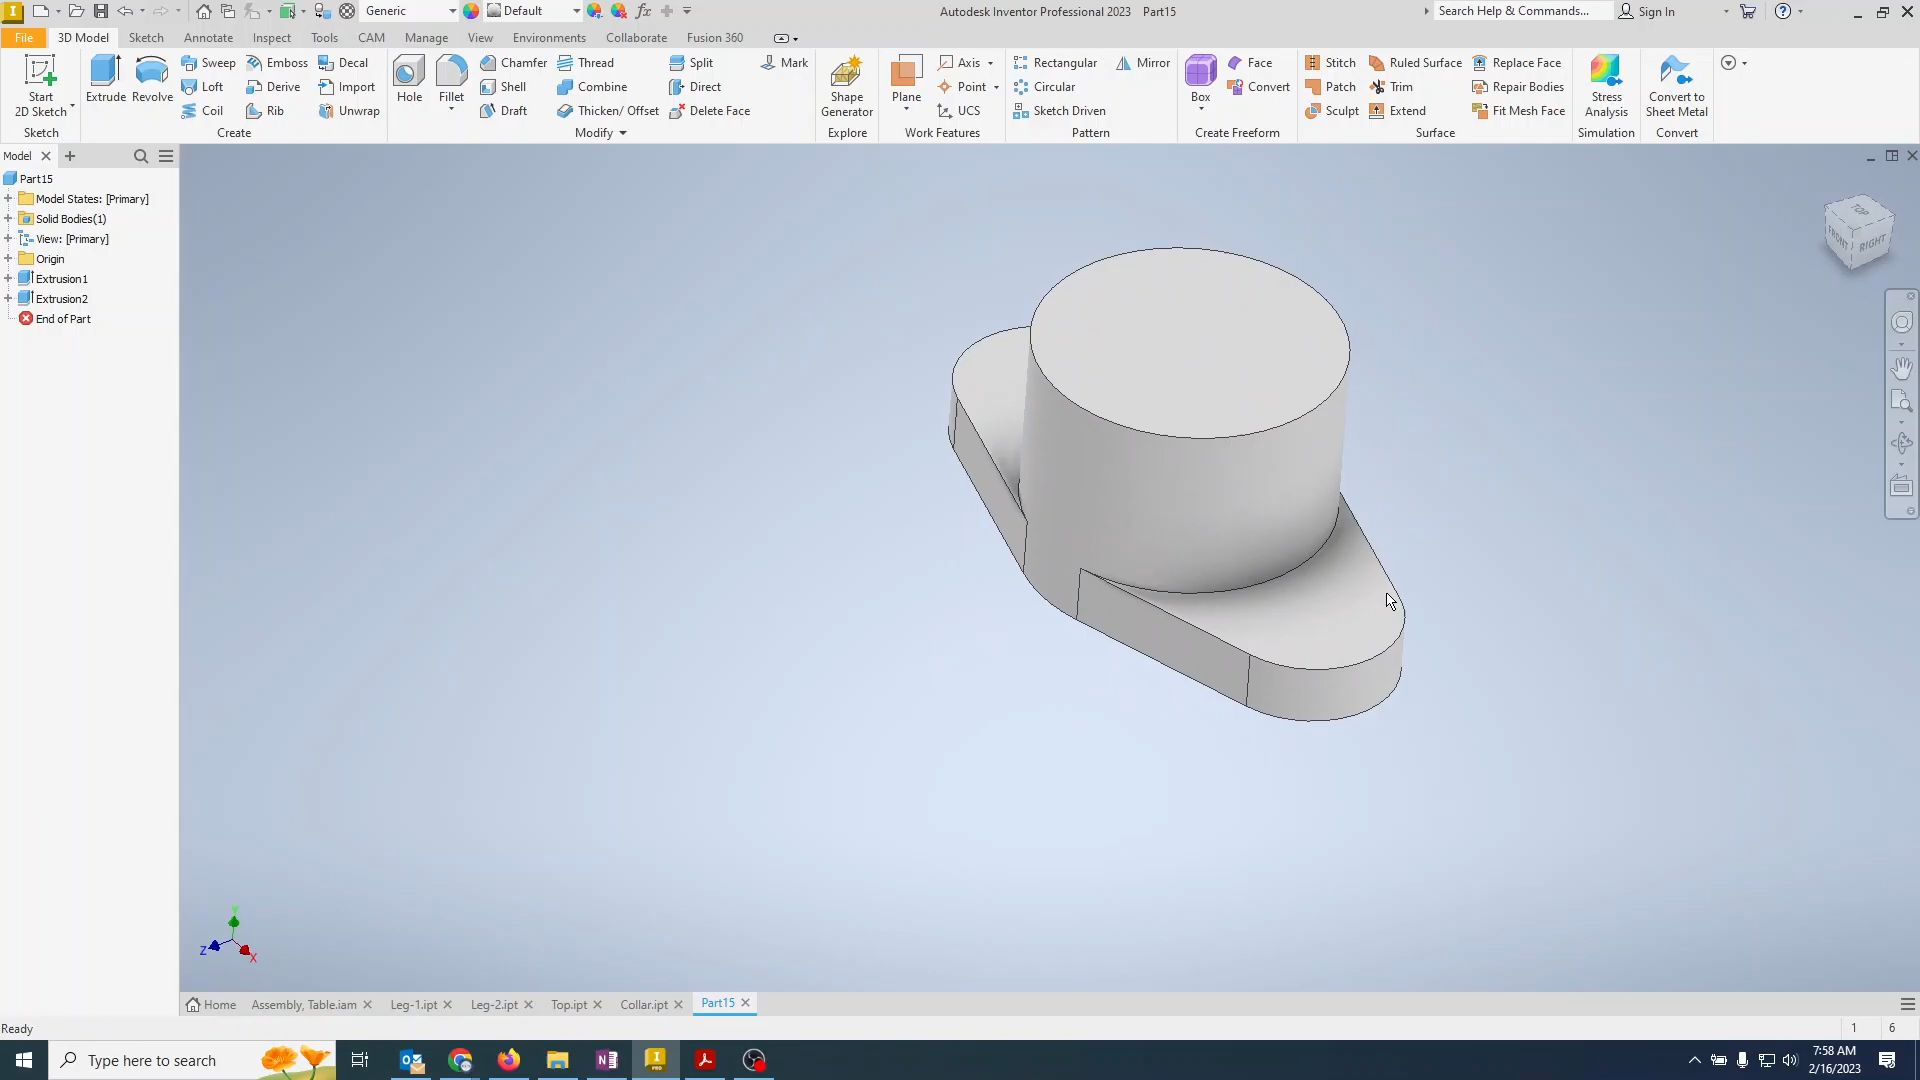 Generic
Default
fx
Autodesk Inventor Professional 2023 Part15
Search Help & Commands...
Sign In
File
3D Model
Sketch
Annotate
Inspect
Tools
CAM
Manage
View
Environments
Collaborate
Fusion 360
Start
2D Sketch
Extrude
Revolve
Sweep
Emboss
Decal
Loft
Derive
Import
Coil
Rib
Unwrap
Hole
Fillet
Chamfer
Thread
Split
Mark
Shell
Combine
Direct
Draft
Thicken/ Offset
Delete Face
Shape
Generator
Plane
Axis
Point
UCS
Rectangular
Mirror
Circular
Sketch Driven
Box
Face
Convert
Stitch
Ruled Surface
Replace Face
Patch
Trim
Repair Bodies
Sculpt
Extend
Fit Mesh Face
Stress
Analysis
Convert to
Sheet Metal
Sketch
Create
Modify
Explore
Work Features
Pattern
Create Freeform
Surface
Simulation
Convert
Model
Part15
Model States: [Primary]
Solid Bodies(1)
View: [Primary]
Origin
Extrusion1
Extrusion2
End of Part
TOP
FRONT
RIGHT
Z
X
Home
Assembly, Table.iam
Leg-1.ipt
Leg-2.ipt
Top.ipt
Collar.ipt
Part15
Ready
1
6
Type here to search
7:58 AM
2/16/2023